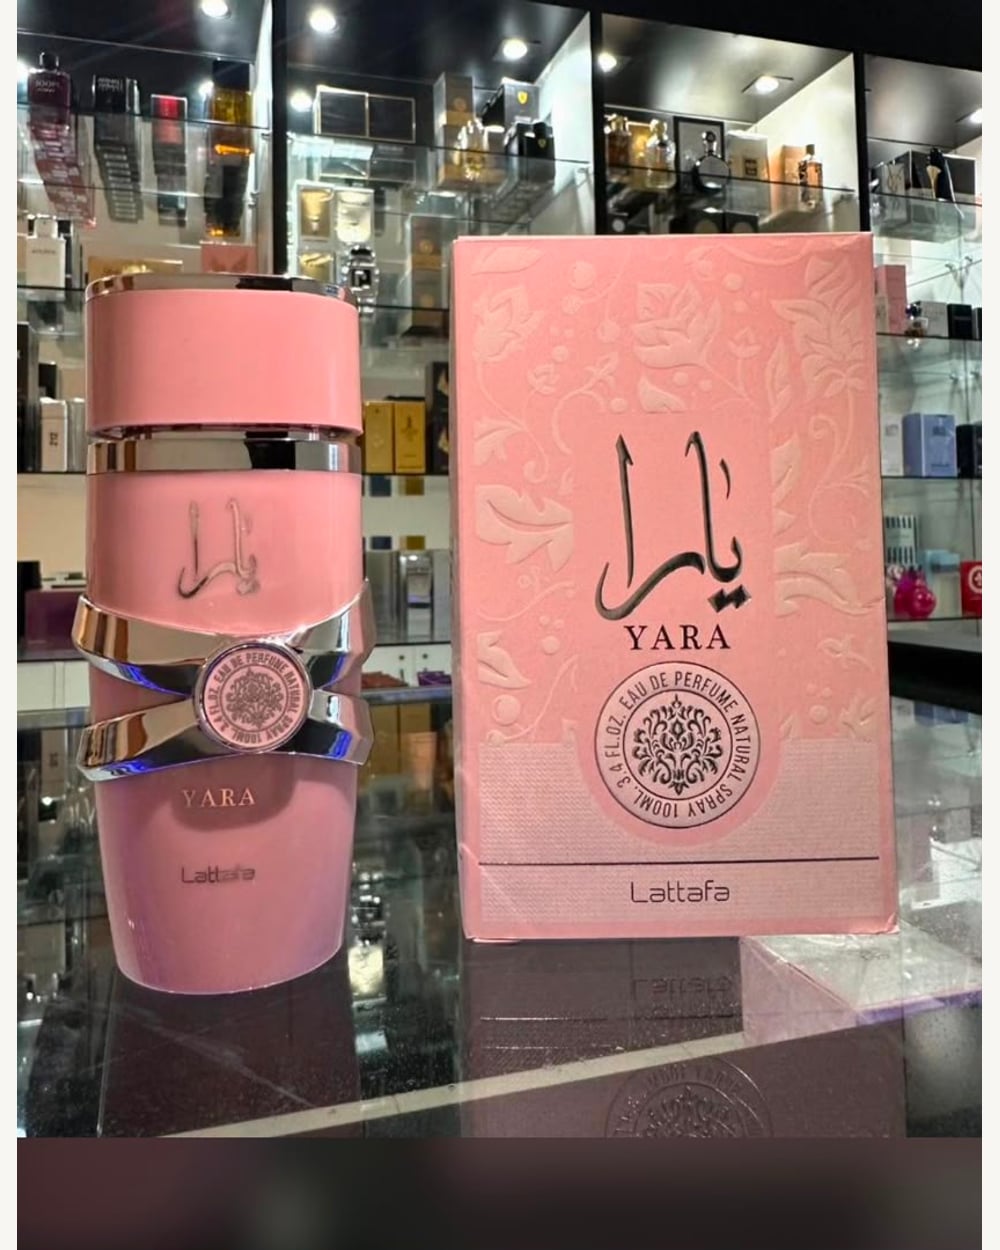 يارا
EAU DE PERFUME NATURAL SPRAY 100ML. 3.4 FL.OZ.
YARA
Lattafa
يارا
YARA
EAU DE PERFUME NATURAL SPRAY 100ML. 3.4 FL.OZ.
Lattafa